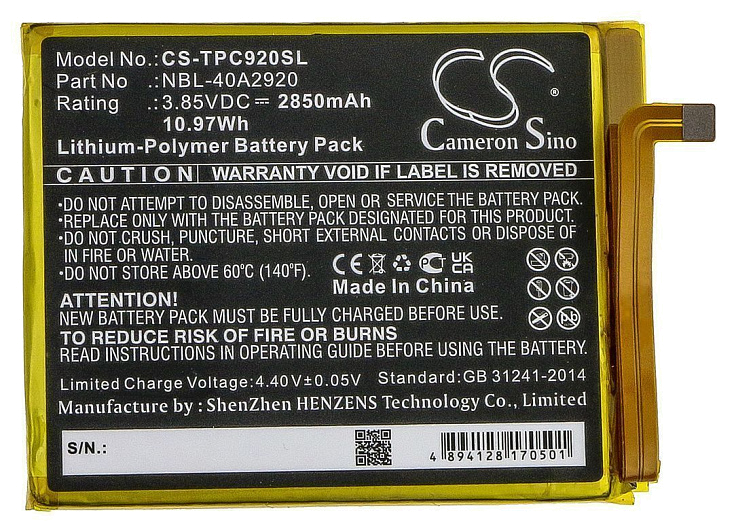 Model No.: CS-TPC920SL
Part No    : NBL-40A2920
Rating     : 3.85VDC⎓ 2850mAh
10.97Wh
Lithium-Polymer Battery Pack
CS
®
Cameron Sino
CAUTION WARRANTY VOID IF LABEL IS REMOVED
•DO NOT ATTEMPT TO DISASSEMBLE, OPEN OR SERVICE THE BATTERY PACK.
•REPLACE ONLY WITH THE BATTERY PACK DESIGNATED FOR THIS PRODUCT.
•DO NOT CRUSH, PUNCTURE, SHORT EXTERNAL CONTACTS OR DISPOSE OF
IN FIRE OR WATER.
•DO NOT STORE ABOVE 60°C (140°F).
CE EAC UKCA
Made In China
ATTENTION!
NEW BATTERY PACK MUST BE FULLY CHARGED BEFORE USE.
TO REDUCE RISK OF FIRE OR BURNS
READ INSTRUCTIONS IN OPERATING GUIDE BEFORE USING THE BATTERY.
Limited Charge Voltage:4.40V±0.05V Standard:GB 31241-2014
Manufacture by : ShenZhen HENZENS Technology Co., Limited
S/N.:
4 894128 170501